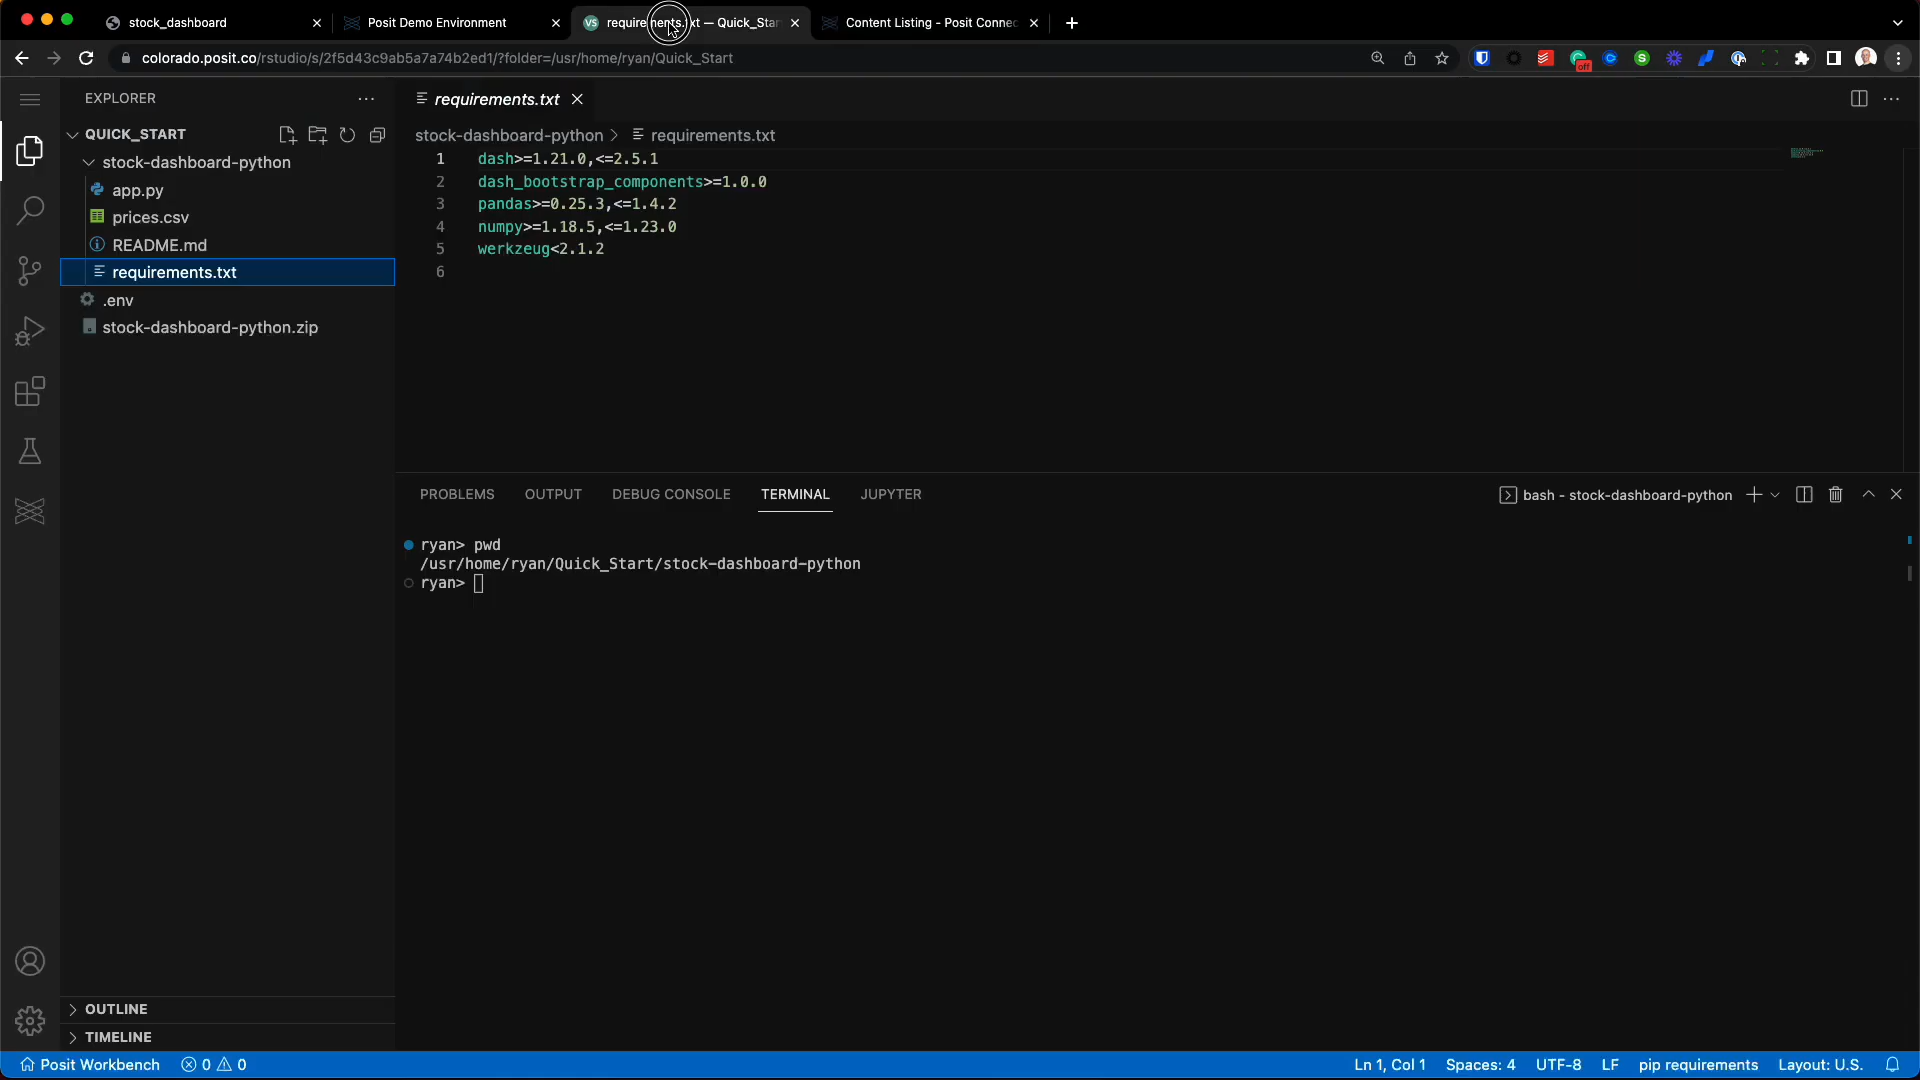 stock_dashboard
Posit Demo Environment
requirements.txt — Quick_Star
Content Listing - Posit Connec
colorado.posit.co/rstudio/s/2f5d43c9ab5a7a74b2ed1/?folder=/usr/home/ryan/Quick_Start
off
EXPLORER
QUICK_START
stock-dashboard-python
app.py
prices.csv
README.md
requirements.txt
.env
stock-dashboard-python.zip
OUTLINE
TIMELINE
requirements.txt
stock-dashboard-python > requirements.txt
1 dash>=1.21.0,<=2.5.1
2 dash_bootstrap_components>=1.0.0
3 pandas>=0.25.3,<=1.4.2
4 numpy>=1.18.5,<=1.23.0
5 werkzeug<2.1.2
6
PROBLEMS OUTPUT DEBUG CONSOLE TERMINAL JUPYTER
bash - stock-dashboard-python
ryan> pwd
/usr/home/ryan/Quick_Start/stock-dashboard-python
ryan>
Posit Workbench 0 0
Ln 1, Col 1 Spaces: 4 UTF-8 LF pip requirements Layout: U.S.